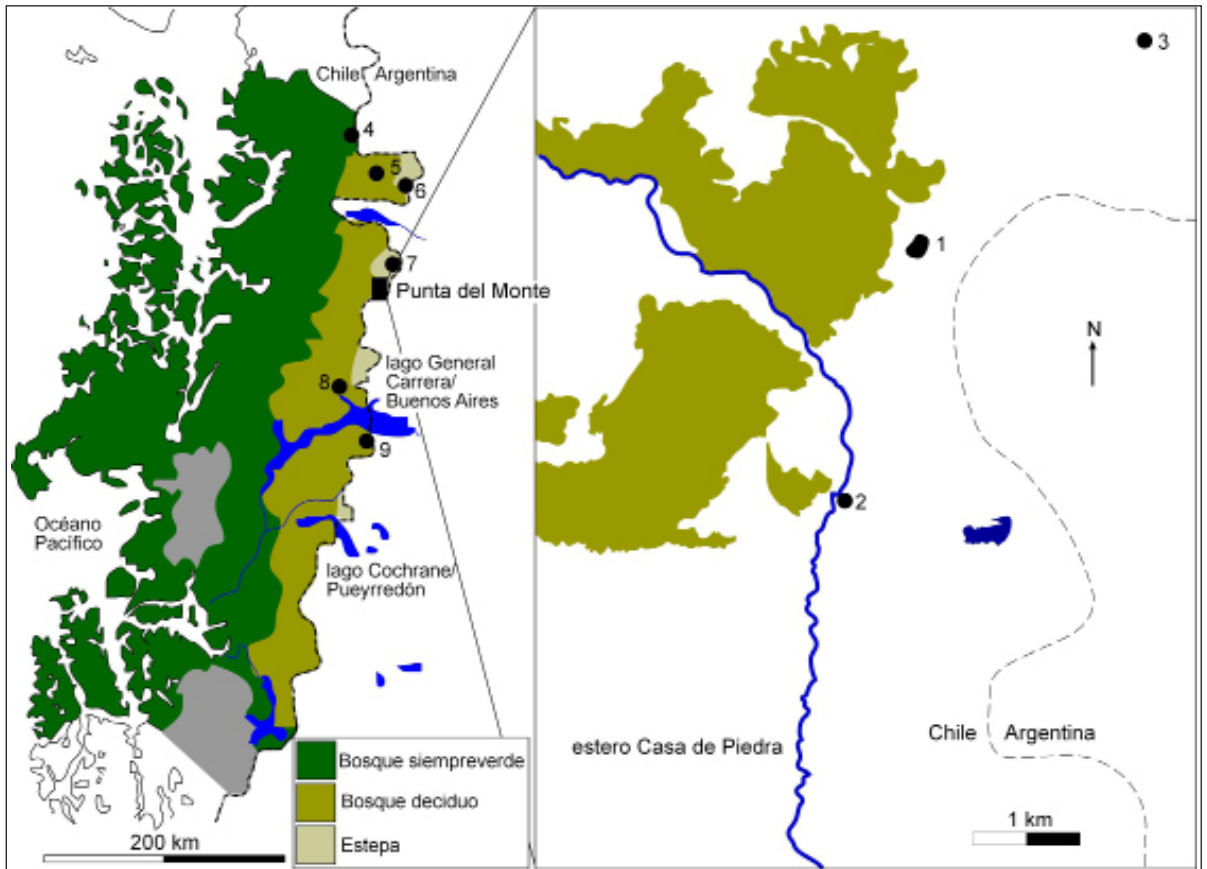 Chile Argentina
4
5
6
7
Punta del Monte
lago General
Carrera/
Buenos Aires
8
9
Océano
Pacífico
lago Cochrane/
Pueyrredón
Bosque siempreverde
Bosque deciduo
Estepa
200 km
3
1
N
2
estero Casa de Piedra
Chile Argentina
1 km